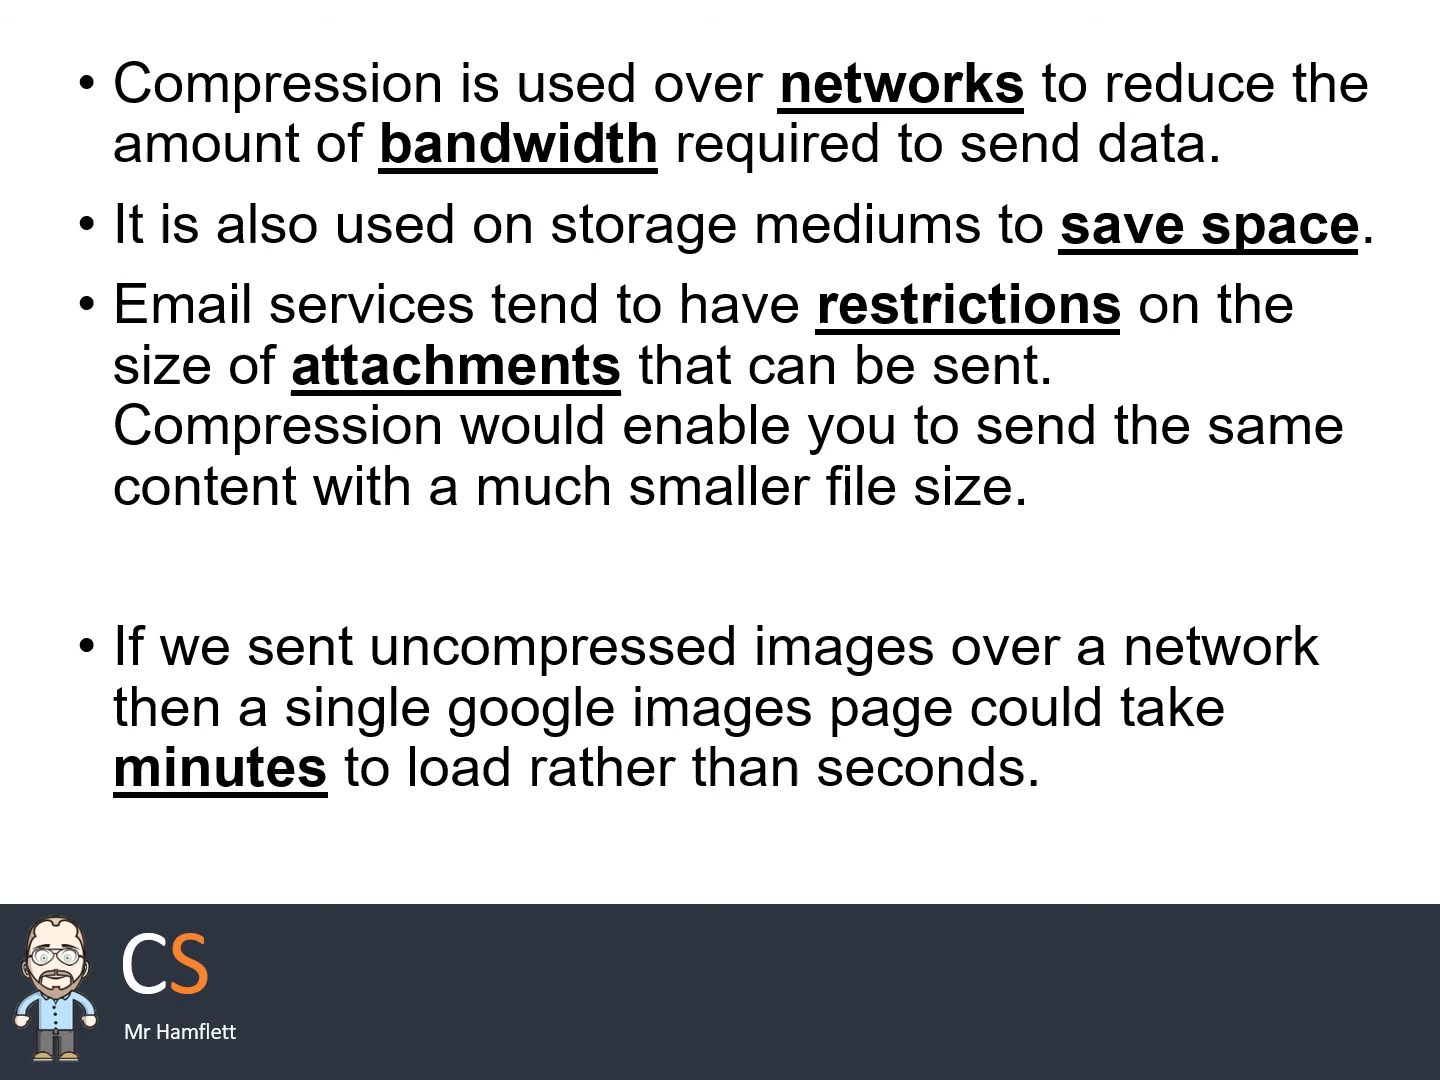 • Compression is used over networks to reduce the
amount of bandwidth required to send data.
• It is also used on storage mediums to save space.
• Email services tend to have restrictions on the
size of attachments that can be sent.
Compression would enable you to send the same
content with a much smaller file size.
• If we sent uncompressed images over a network
then a single google images page could take
minutes to load rather than seconds.
CS
Mr Hamflett